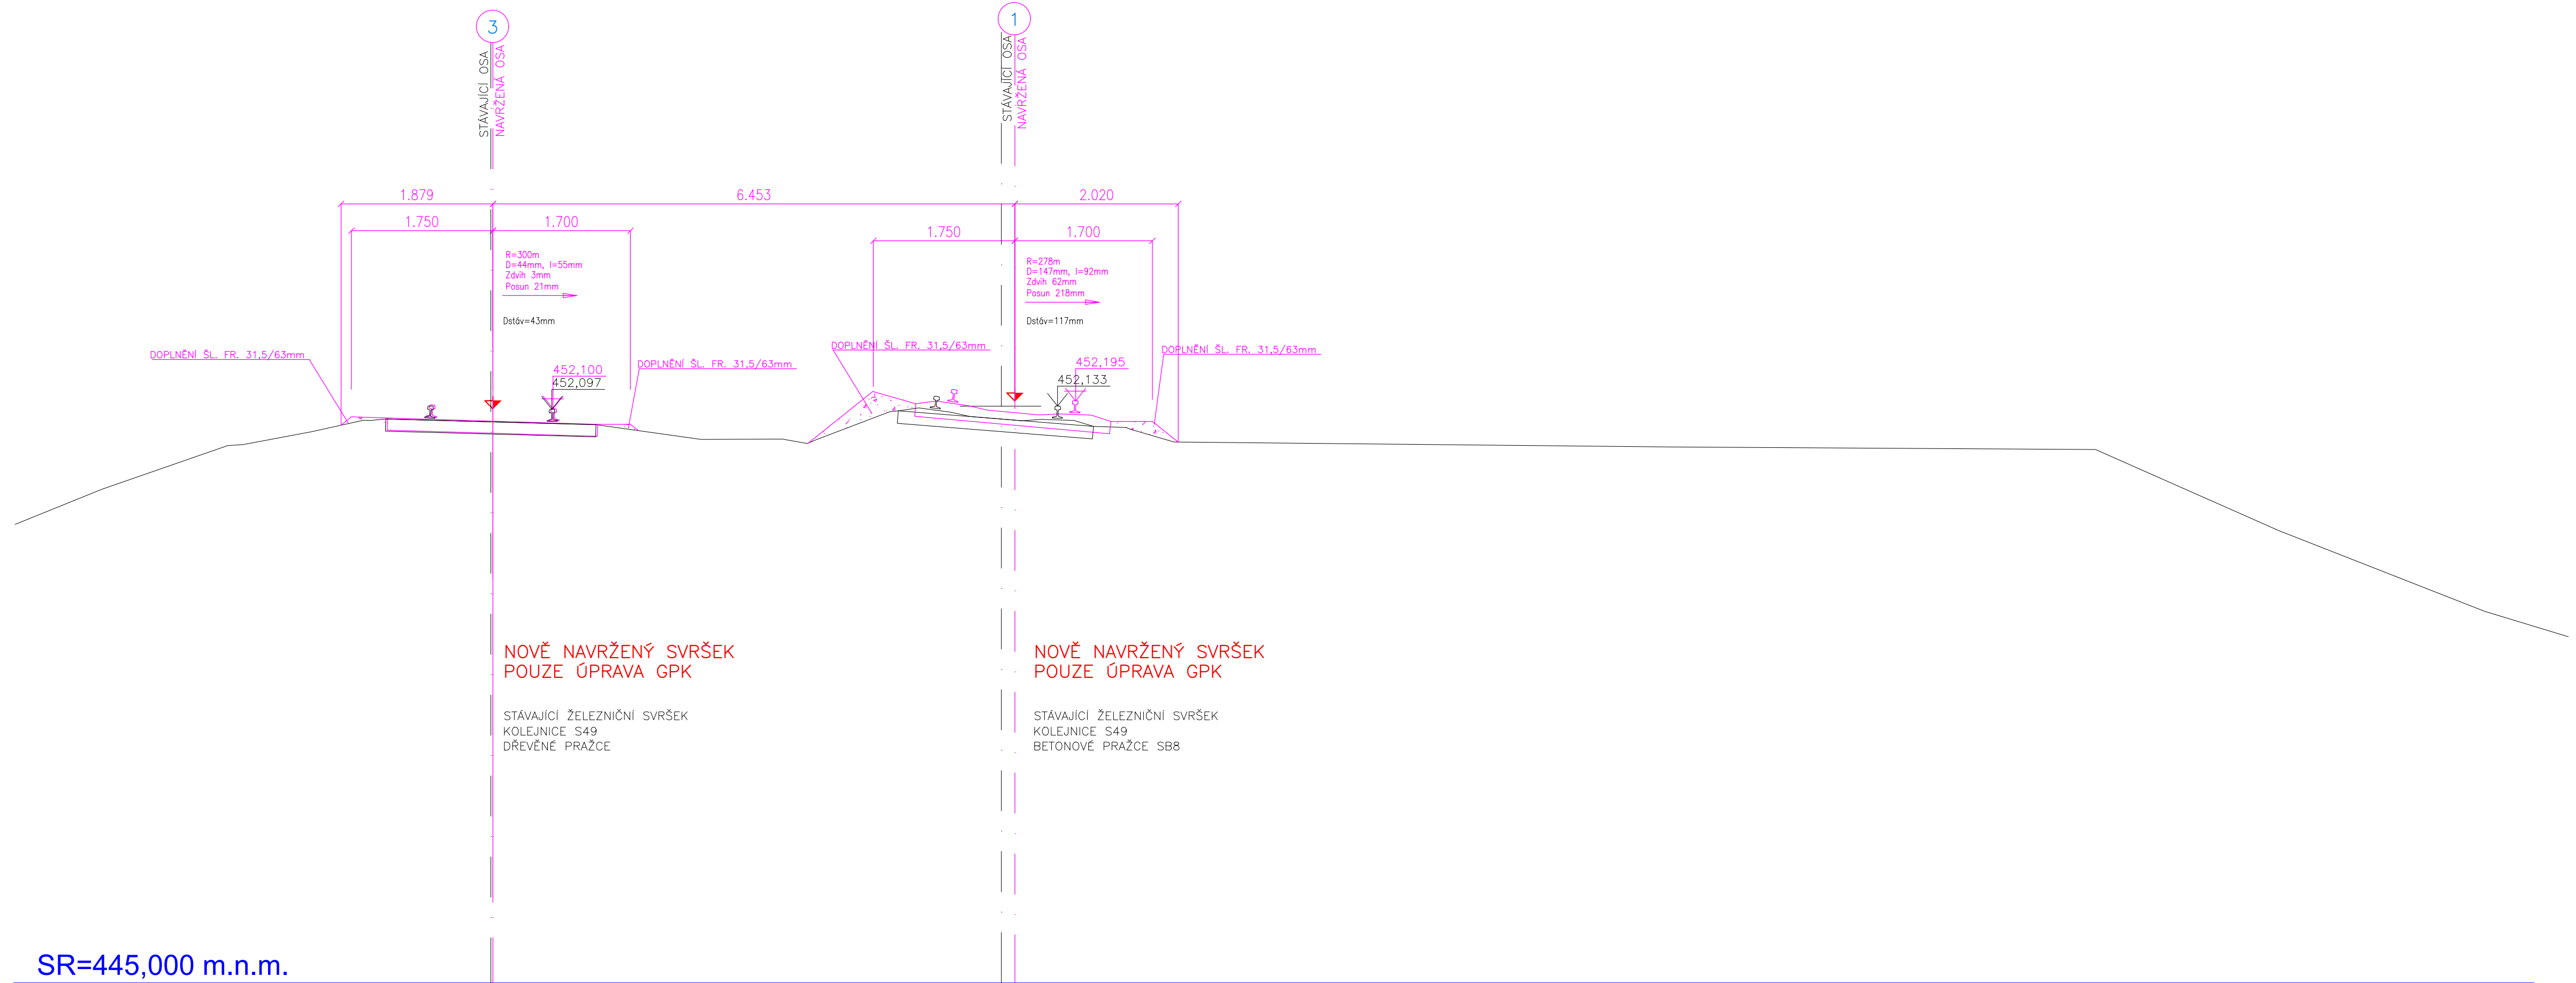 3
1
STÁVAJÍCÍ OSA
NAVRŽENÁ OSA
STÁVAJÍCÍ OSA
NAVRŽENÁ OSA
1.879
6.453
2.020
1.750
1.700
1.750
1.700
R=300m
D=44mm, I=55mm
Zdvih 3mm
Posun 21mm
Dstáv=43mm
R=278m
D=147mm, I=92mm
Zdvih 62mm
Posun 218mm
Dstáv=117mm
DOPLNĚNÍ ŠL. FR. 31,5/63mm
452,100
452,097
DOPLNĚNÍ ŠL. FR. 31,5/63mm
DOPLNĚNÍ ŠL. FR. 31,5/63mm
452,195
452,133
DOPLNĚNÍ ŠL. FR. 31,5/63mm
NOVĚ NAVRŽENÝ SVRŠEK
POUZE ÚPRAVA GPK
STÁVAJÍCÍ ŽELEZNIČNÍ SVRŠEK
KOLEJNICE S49
DŘEVĚNÉ PRAŽCE
NOVĚ NAVRŽENÝ SVRŠEK
POUZE ÚPRAVA GPK
STÁVAJÍCÍ ŽELEZNIČNÍ SVRŠEK
KOLEJNICE S49
BETONOVÉ PRAŽCE SB8
SR=445,000 m.n.m.